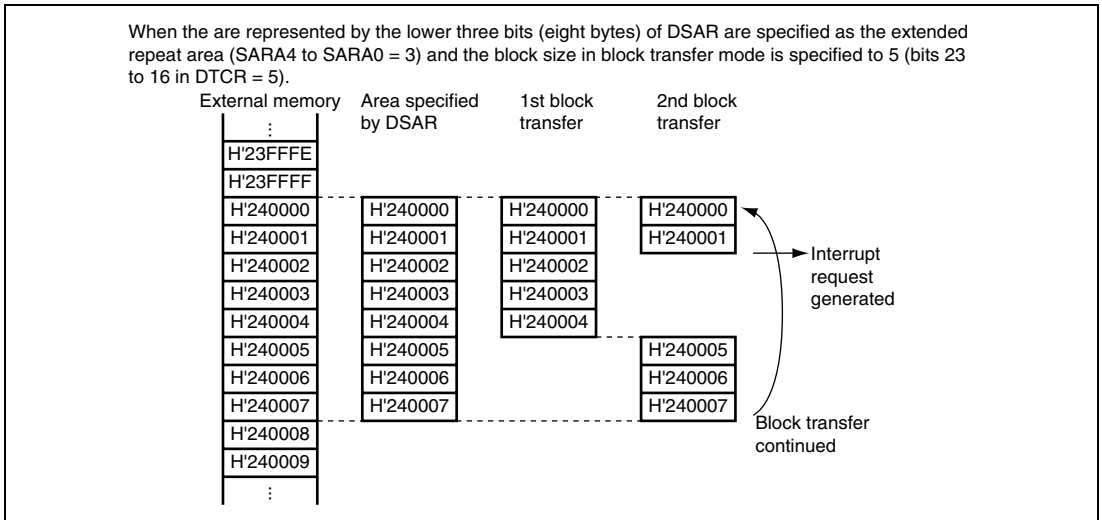 When the are represented by the lower three bits (eight bytes) of DSAR are specified as the extended
repeat area (SARA4 to SARA0 = 3) and the block size in block transfer mode is specified to 5 (bits 23
to 16 in DTCR = 5).
External memory
⋮
H'23FFFE
H'23FFFF
H'240000
H'240001
H'240002
H'240003
H'240004
H'240005
H'240006
H'240007
H'240008
H'240009
⋮
Area specified
by DSAR
H'240000
H'240001
H'240002
H'240003
H'240004
H'240005
H'240006
H'240007
1st block
transfer
H'240000
H'240001
H'240002
H'240003
H'240004
2nd block
transfer
H'240000
H'240001
H'240005
H'240006
H'240007
Interrupt
request
generated
Block transfer
continued